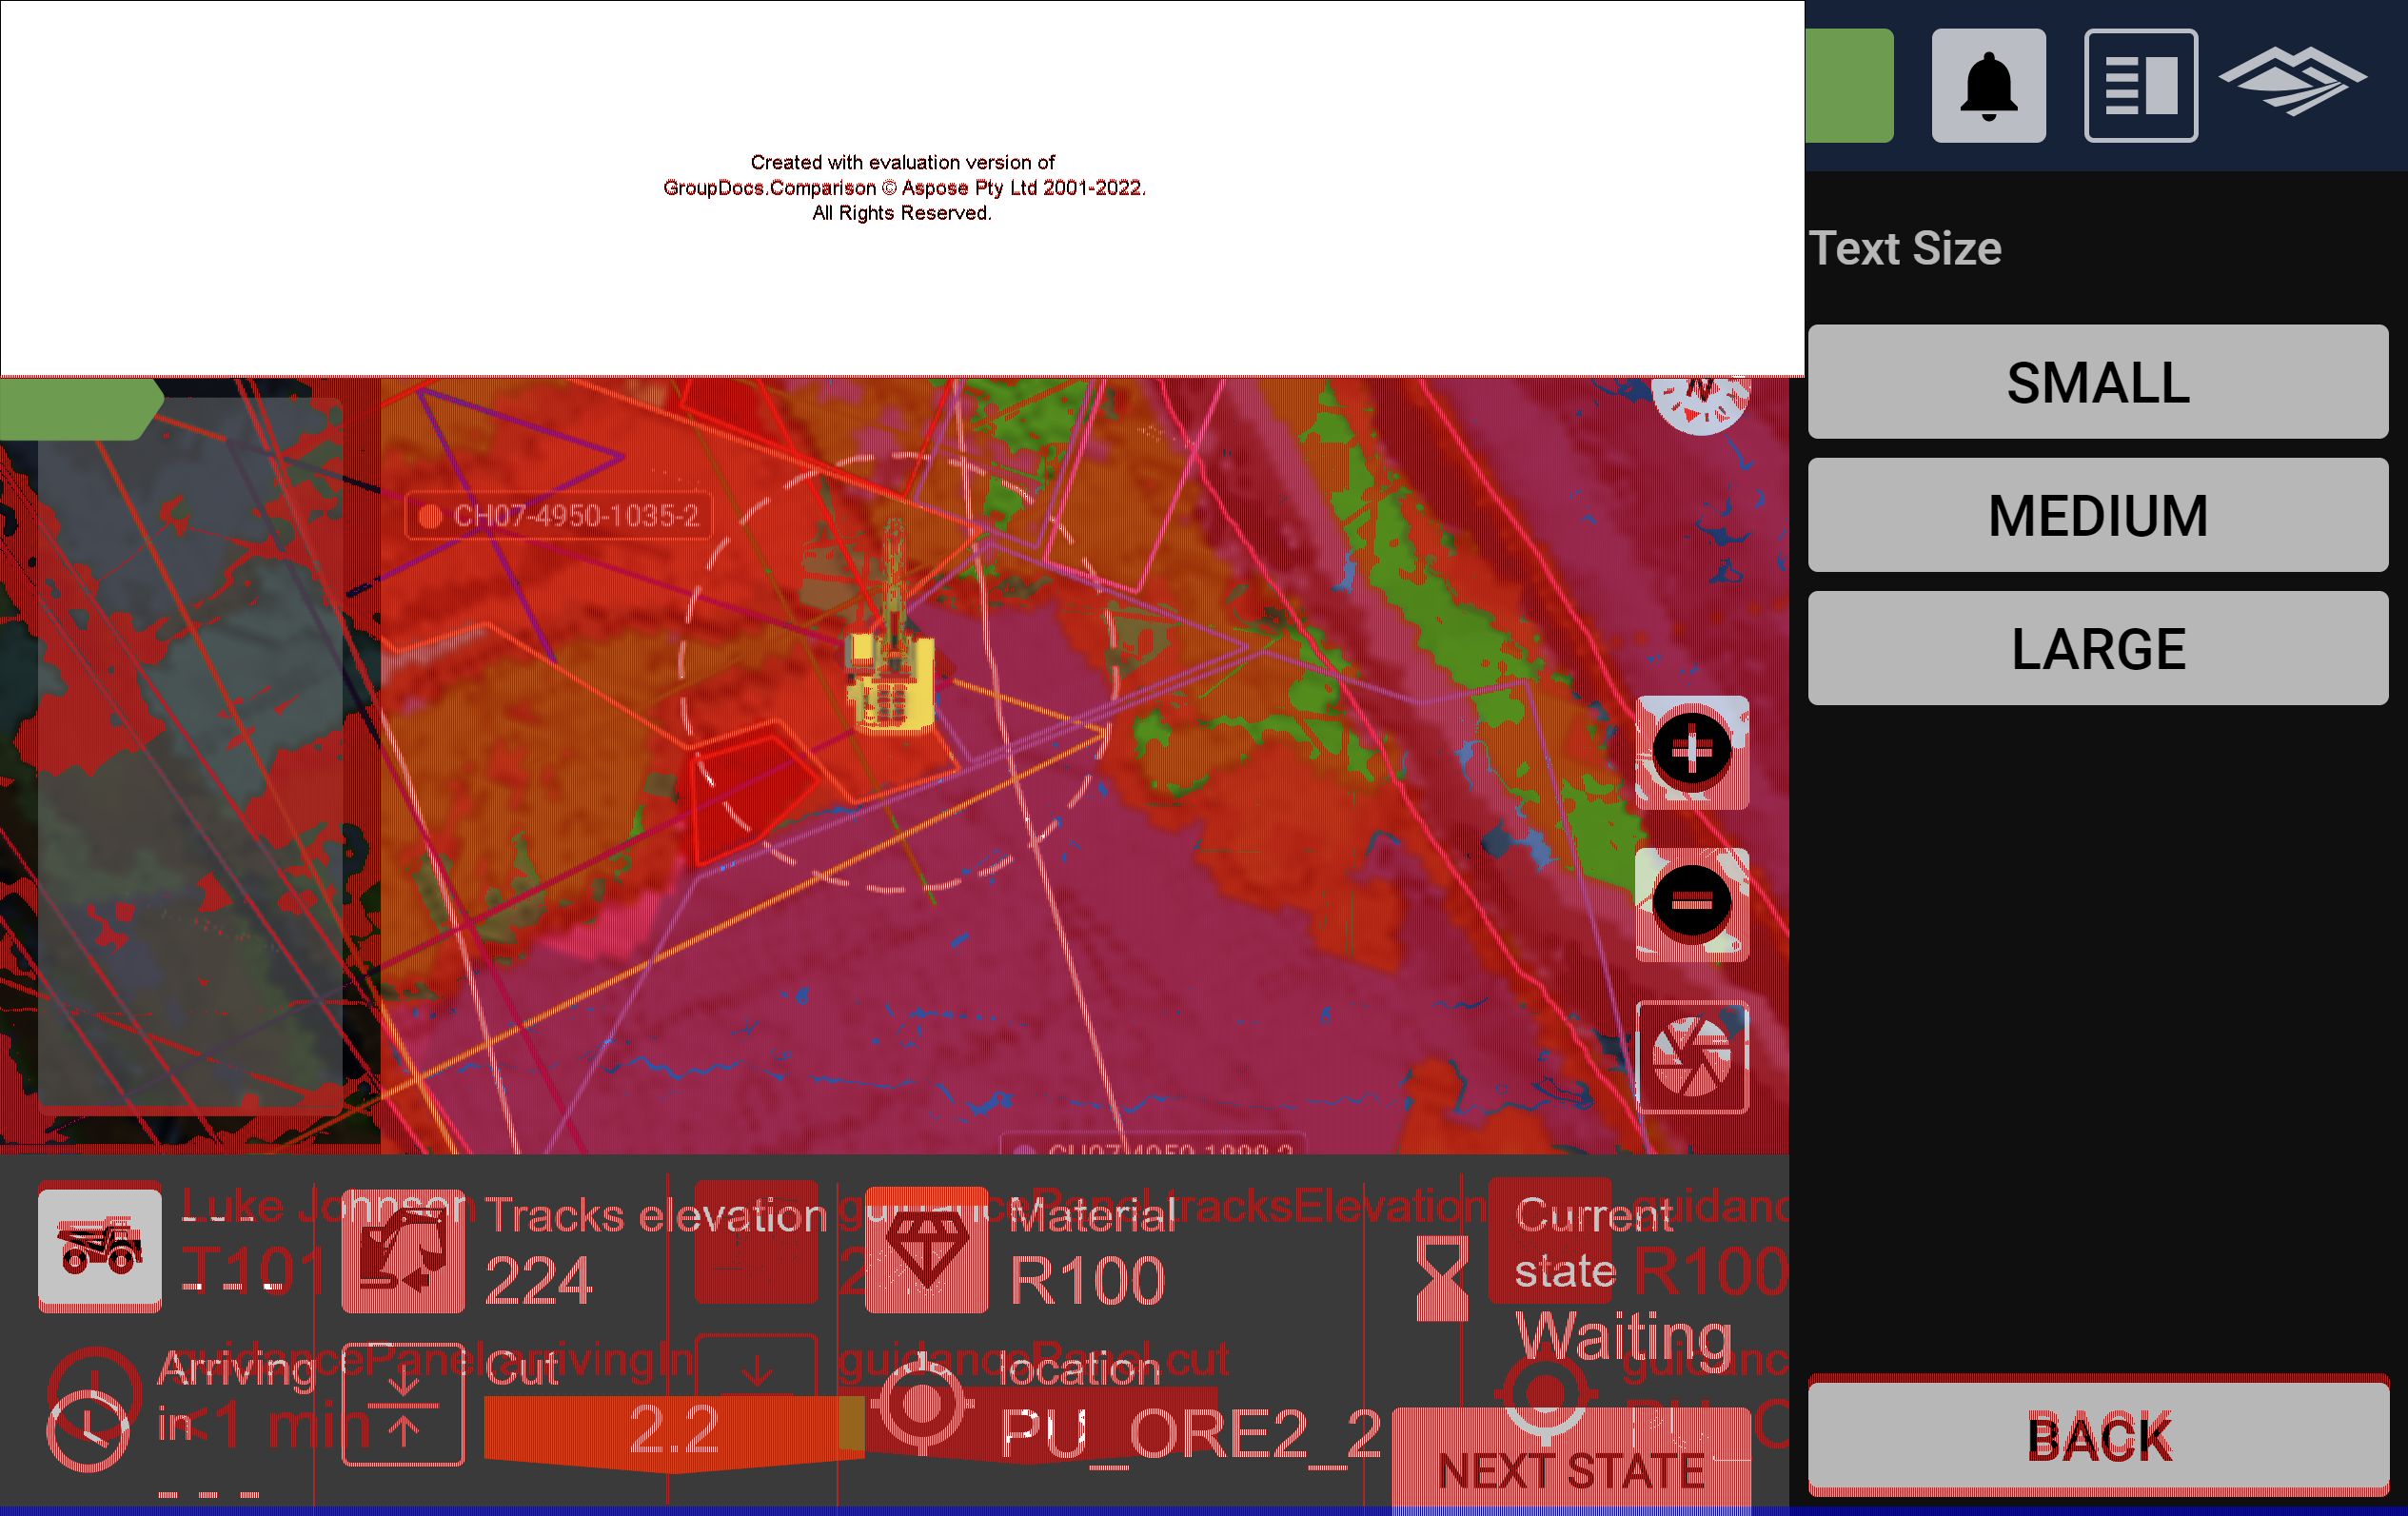 Created with evaluation version of
GroupDocs.Comparison © Aspose Pty Ltd 2001-2022.
All Rights Reserved.
Text Size
SMALL
MEDIUM
LARGE
N
CH07-4950-1035-2
Luke Johnson
T101
Tracks elevation
224
guidancePanel.tracksElevation
Material
R100
Current
state
Waiting
R100
guidancePanel.arrivingIn
Arriving
in
<1 min
- - -
Cut
2.2
guidancePanel.cut
location
PU_ORE2_2
NEXT STATE
BACK